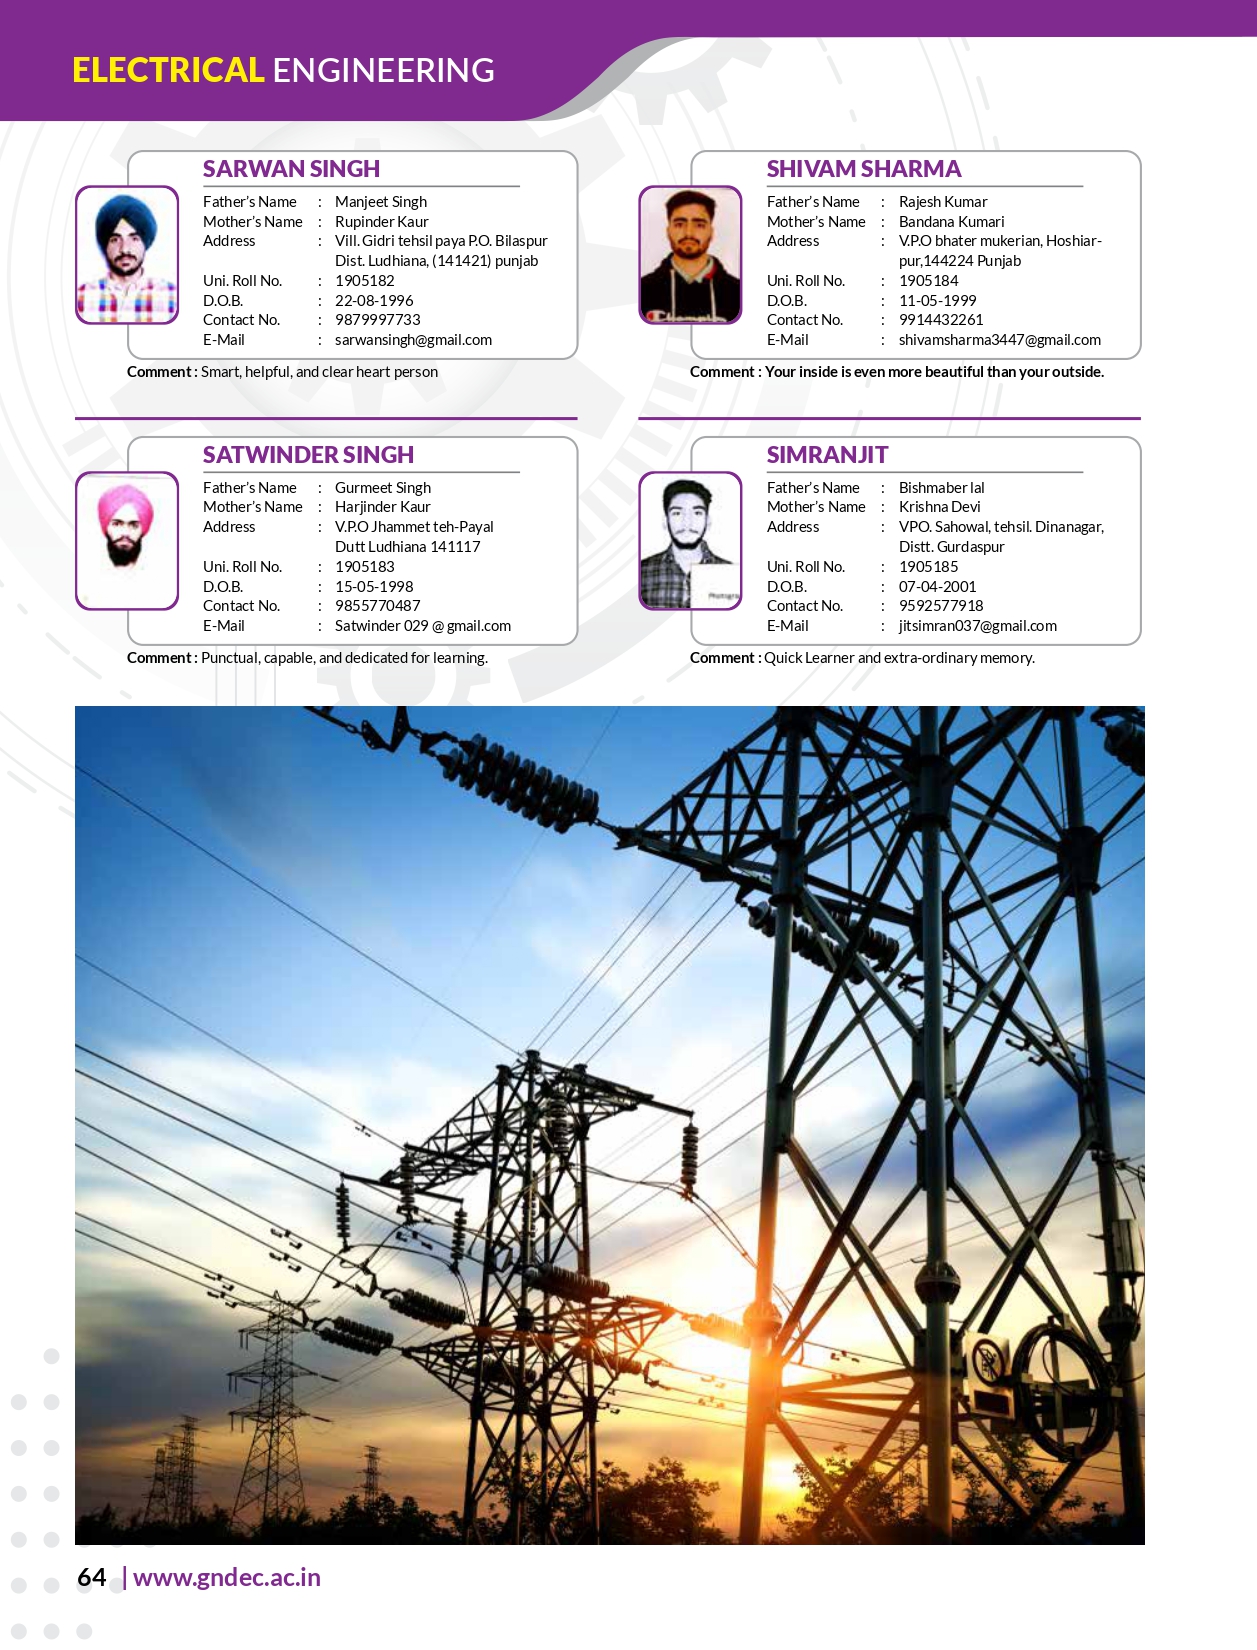 ELECTRICAL ENGINEERING
SARWAN SINGH
Father's Name : Manjeet Singh
Mother's Name : Rupinder Kaur
Address : Vill. Gidri tehsil paya P.O. Bilaspur
Dist. Ludhiana, (141421) punjab
Uni. Roll No. : 1905182
D.O.B. : 22-08-1996
Contact No. : 9879997733
E-Mail : sarwansingh@gmail.com
Comment : Smart, helpful, and clear heart person
SATWINDER SINGH
Father's Name : Gurmeet Singh
Mother's Name : Harjinder Kaur
Address : V.P.O Jhammet teh-Payal
Dutt Ludhiana 141117
Uni. Roll No. : 1905183
D.O.B. : 15-05-1998
Contact No. : 9855770487
E-Mail : Satwinder 029 @ gmail.com
Comment : Punctual, capable, and dedicated for learning.
SHIVAM SHARMA
Father's Name : Rajesh Kumar
Mother's Name : Bandana Kumari
Address : V.P.O bhater mukerian, Hoshiar-
pur,144224 Punjab
Uni. Roll No. : 1905184
D.O.B. : 11-05-1999
Contact No. : 9914432261
E-Mail : shivamsharma3447@gmail.com
Champion
Comment : Your inside is even more beautiful than your outside.
SIMRANJIT
Father's Name : Bishmaber lal
Mother's Name : Krishna Devi
Address : VPO. Sahowal, tehsil. Dinanagar,
Distt. Gurdaspur
Uni. Roll No. : 1905185
D.O.B. : 07-04-2001
Contact No. : 9592577918
E-Mail : jitsimran037@gmail.com
Photogra
Comment : Quick Learner and extra-ordinary memory.
64 | www.gndec.ac.in